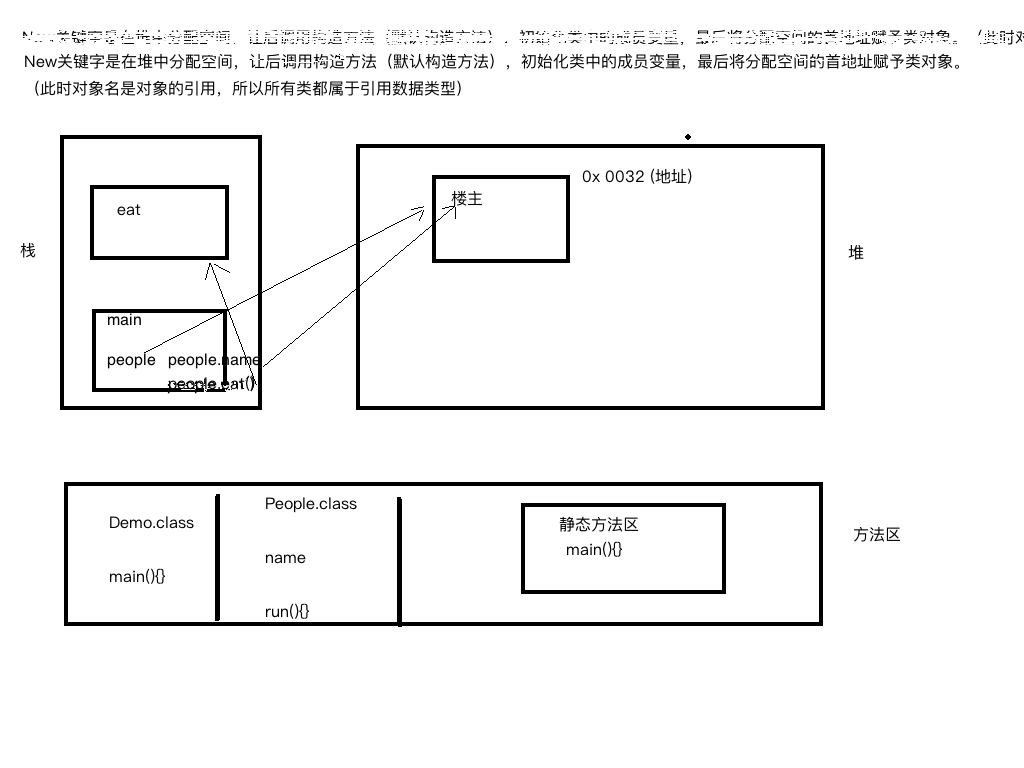 New关键字是在堆中分配空间，让后调用构造方法（默认构造方法），初始化类中的成员变量，最后将分配空间的首地址赋予类对象。（此时对
New关键字是在堆中分配空间，让后调用构造方法（默认构造方法），初始化类中的成员变量，最后将分配空间的首地址赋予类对象。
（此时对象名是对象的引用，所以所有类都属于引用数据类型）
0x 0032 (地址)
楼主
eat
栈
堆
main
people people.name
people.eat()
People.class
Demo.class
静态方法区
方法区
main(){}
name
main(){}
run(){}